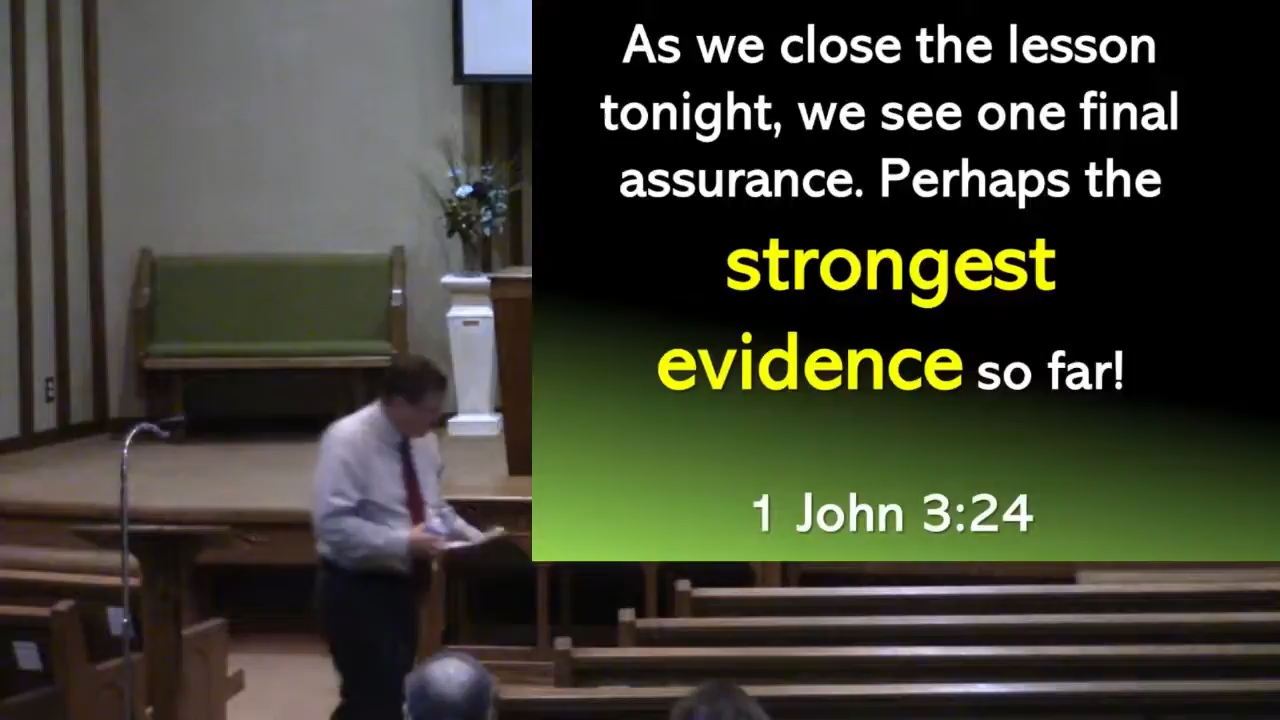 As we close the lesson
tonight, we see one final
assurance. Perhaps the
strongest
evidence so far!
1 John 3:24